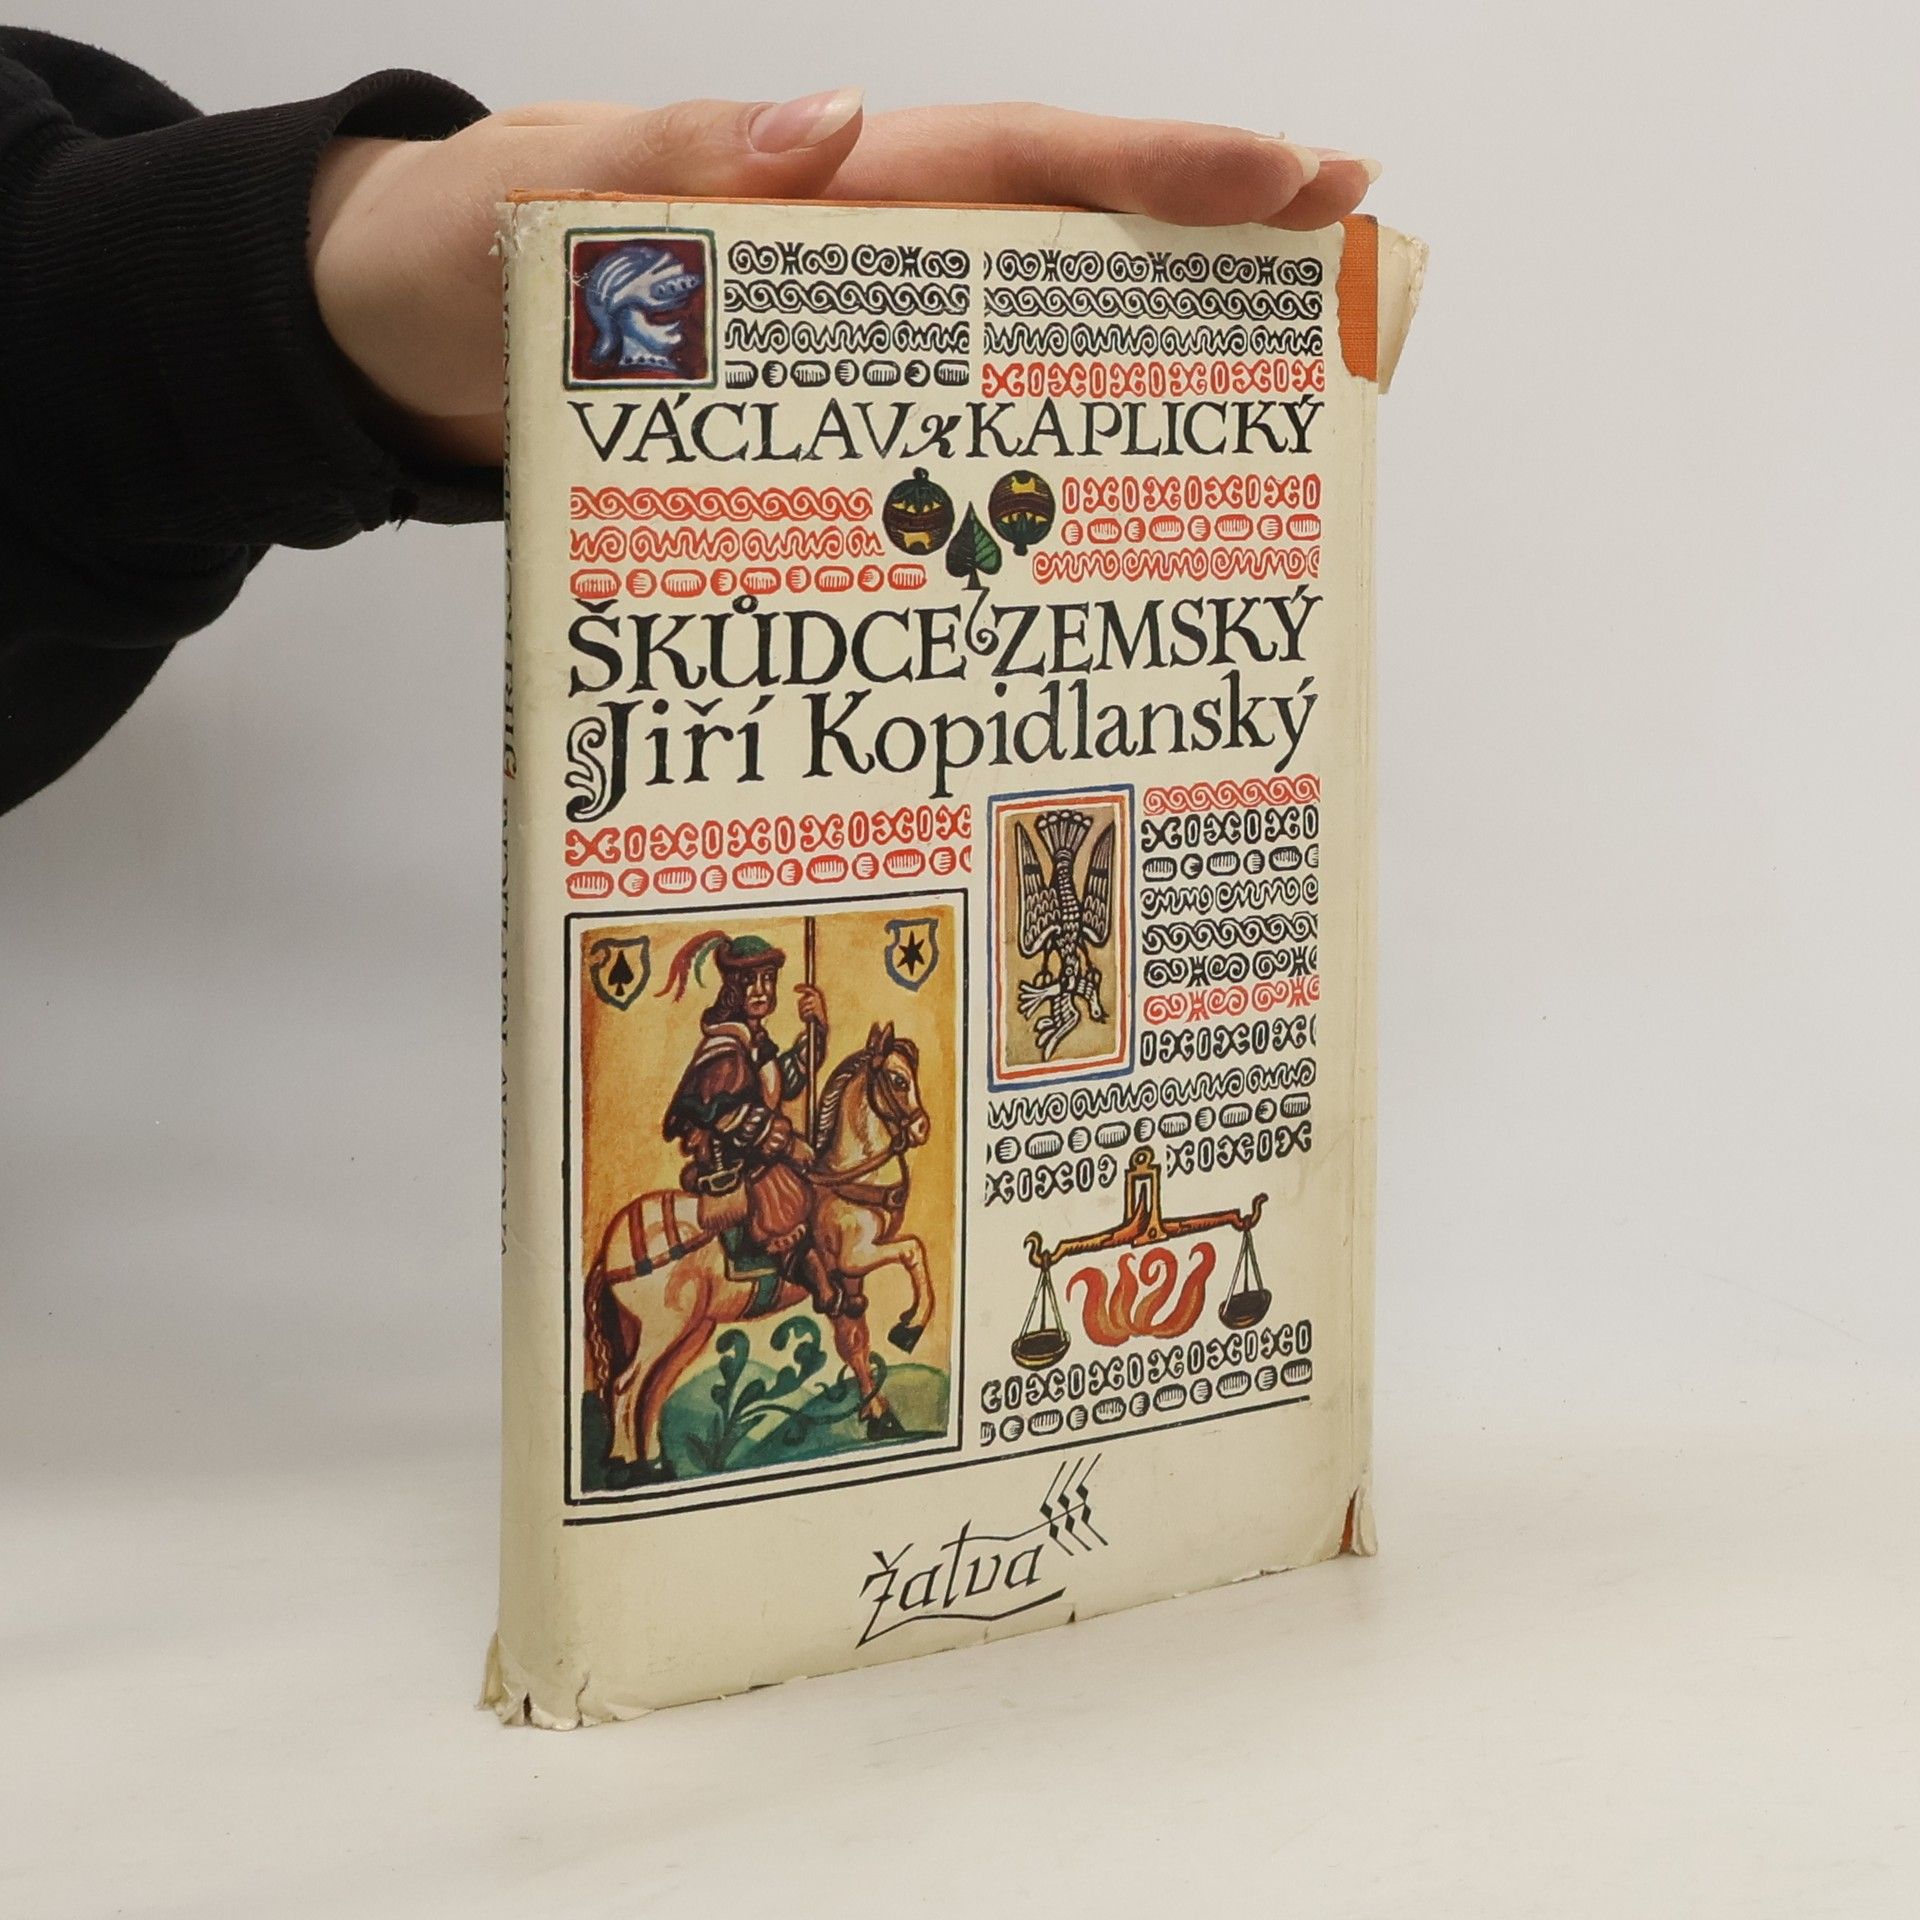 VÁCLAV KAPLICKÝ
ŠKŮDCE ZEMSKÝ
Jiří Kopidlanský
Žatva